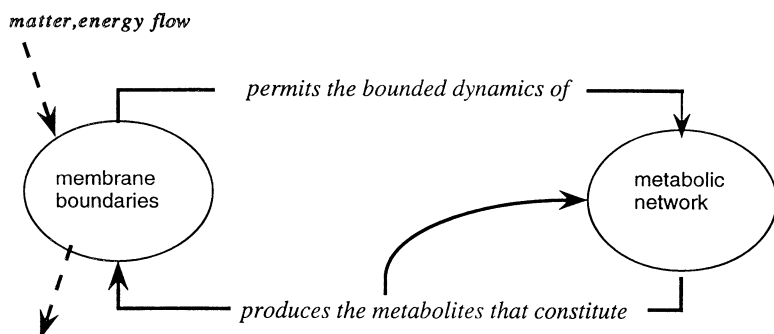 matter,energy flow
permits the bounded dynamics of
membrane
boundaries
metabolic
network
produces the metabolites that constitute